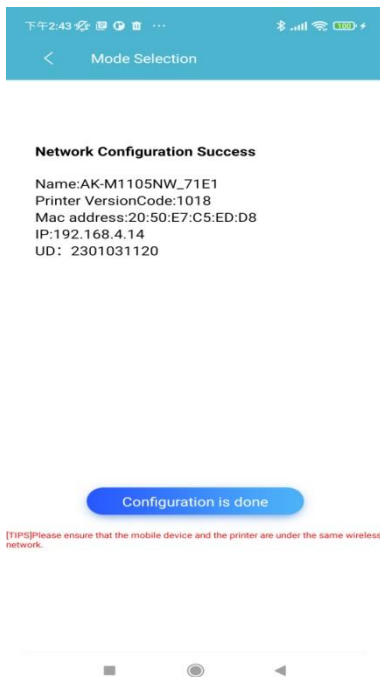 下午2:43
100
Mode Selection
Network Configuration Success
Name:AK-M1105NW_71E1
Printer VersionCode:1018
Mac address:20:50:E7:C5:ED:D8
IP:192.168.4.14
UD：2301031120
Configuration is done
[TIPS]Please ensure that the mobile device and the printer are under the same wireless
network.